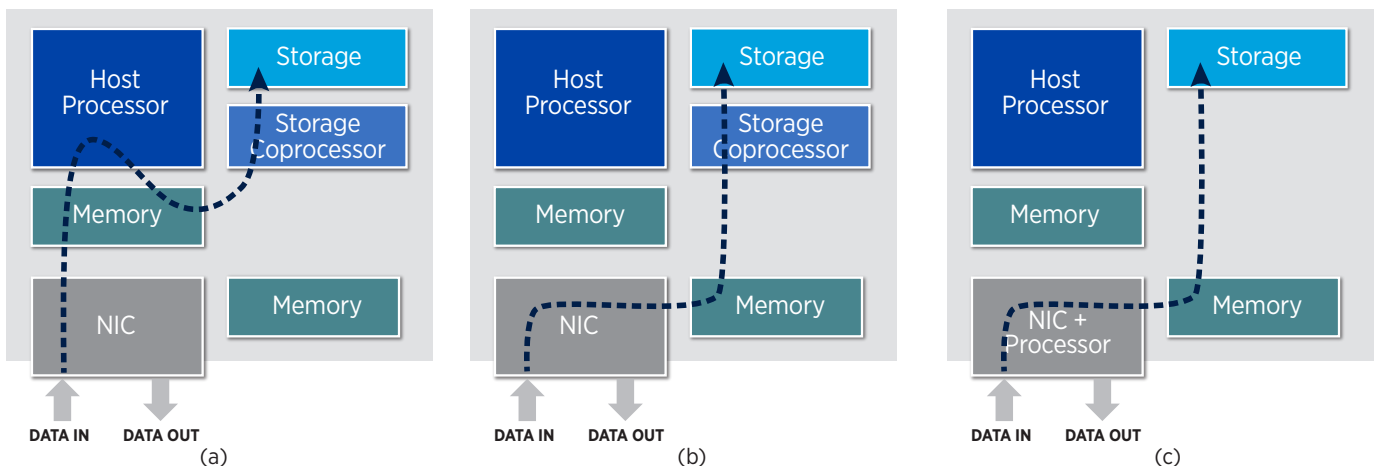 Host
Processor
Storage
Storage
Coprocessor
Memory
NIC
Memory
DATA IN
DATA OUT
(a)
Host
Processor
Storage
Storage
Coprocessor
Memory
NIC
Memory
DATA IN
DATA OUT
(b)
Host
Processor
Storage
Memory
NIC +
Processor
Memory
DATA IN
DATA OUT
(c)